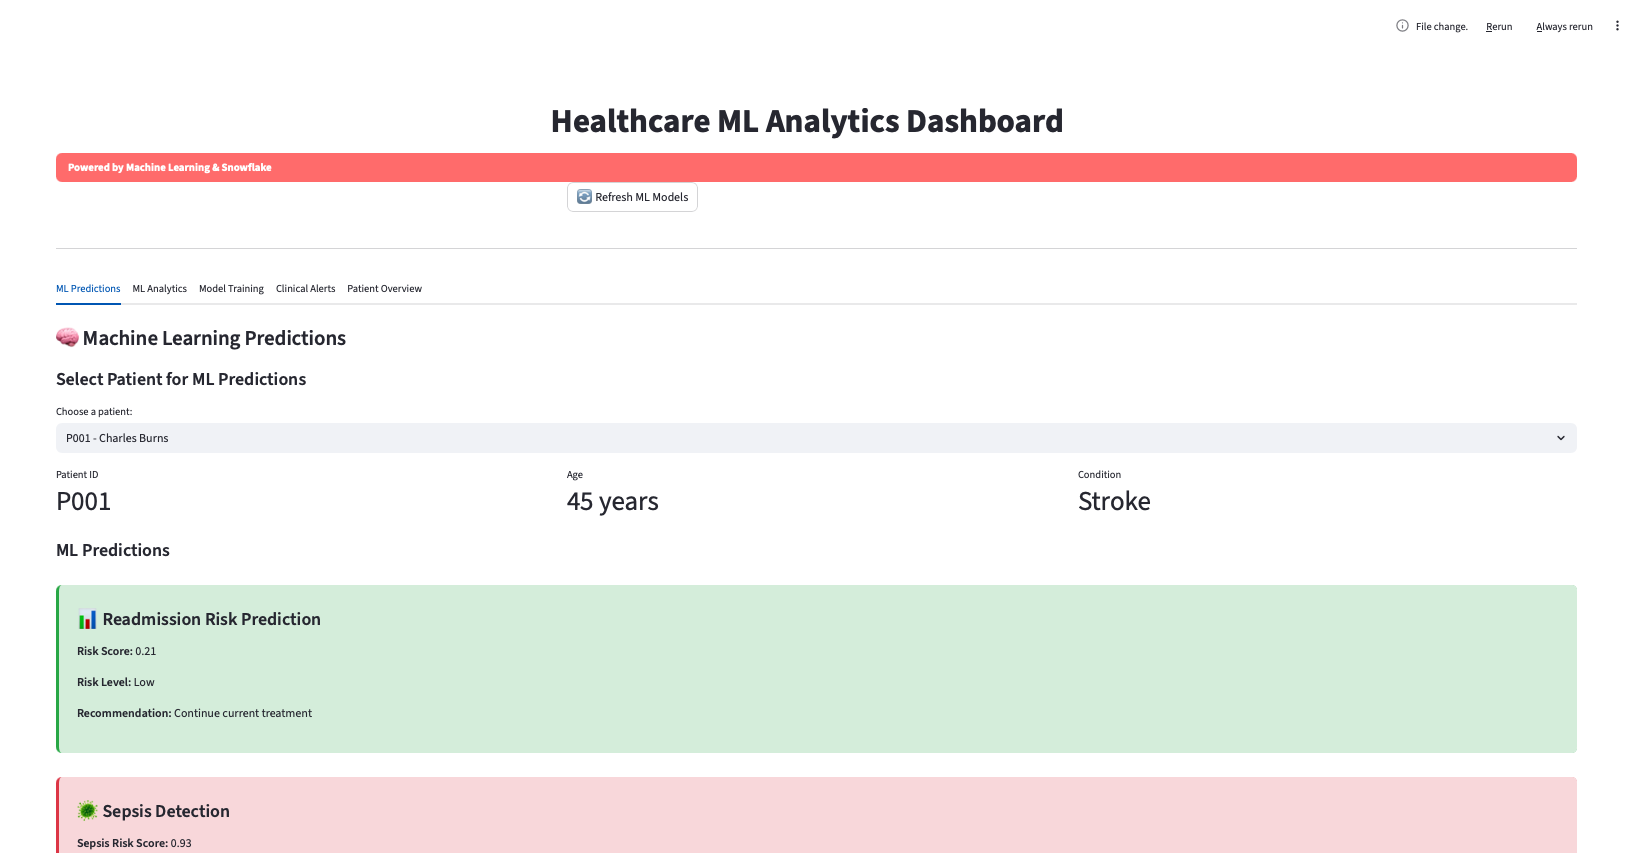 File change. Rerun Always rerun
Healthcare ML Analytics Dashboard
Powered by Machine Learning & Snowflake
Refresh ML Models
ML Predictions ML Analytics Model Training Clinical Alerts Patient Overview
Machine Learning Predictions
Select Patient for ML Predictions
Choose a patient:
P001 - Charles Burns
Patient ID Age Condition
P001 45 years Stroke
ML Predictions
Readmission Risk Prediction
Risk Score: 0.21
Risk Level: Low
Recommendation: Continue current treatment
Sepsis Detection
Sepsis Risk Score: 0.93